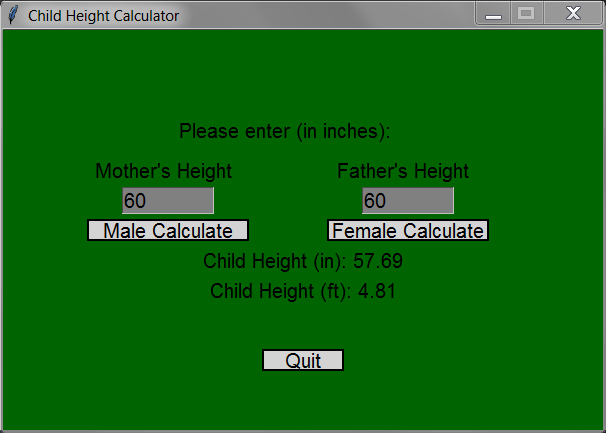 Child Height Calculator
Please enter (in inches):
Mother's Height Father's Height
60 60
Male Calculate Female Calculate
Child Height (in): 57.69
Child Height (ft): 4.81
Quit